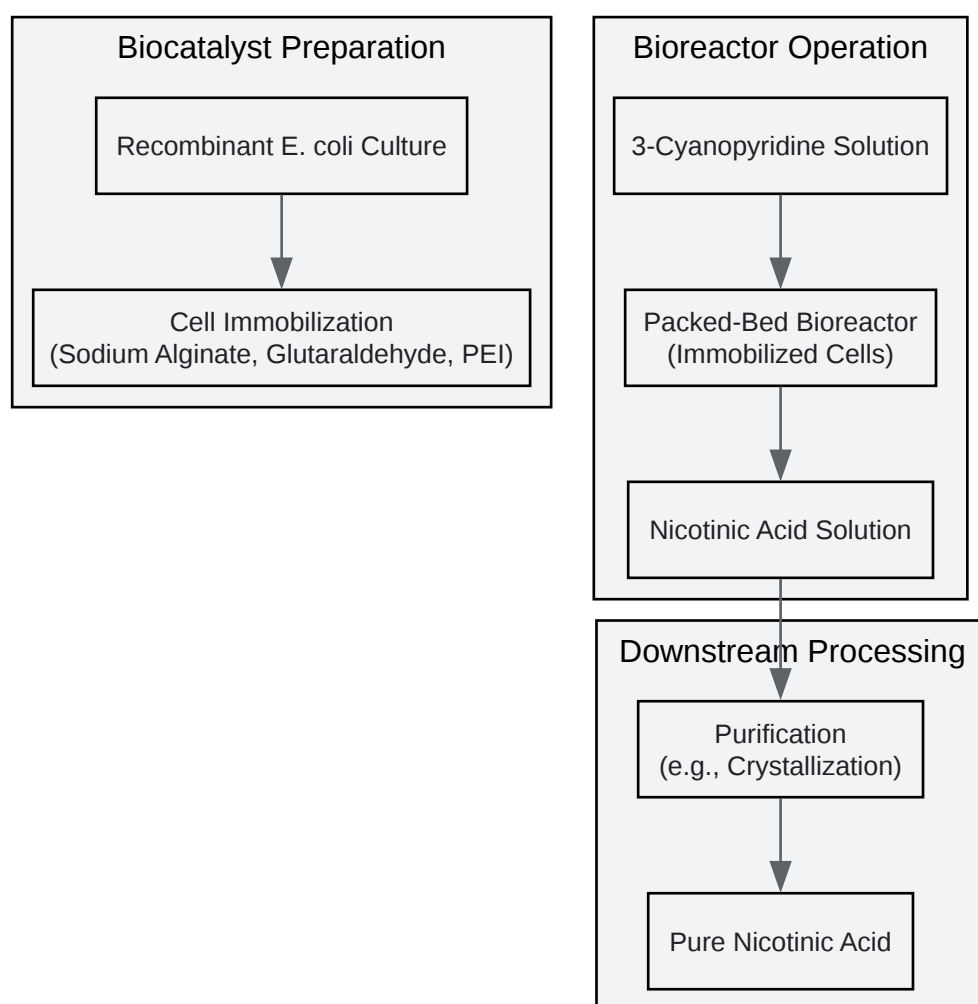 Biocatalyst Preparation
Recombinant E. coli Culture
Cell Immobilization
(Sodium Alginate, Glutaraldehyde, PEI)
Bioreactor Operation
3-Cyanopyridine Solution
Packed-Bed Bioreactor
(Immobilized Cells)
Nicotinic Acid Solution
Downstream Processing
Purification
(e.g., Crystallization)
Pure Nicotinic Acid